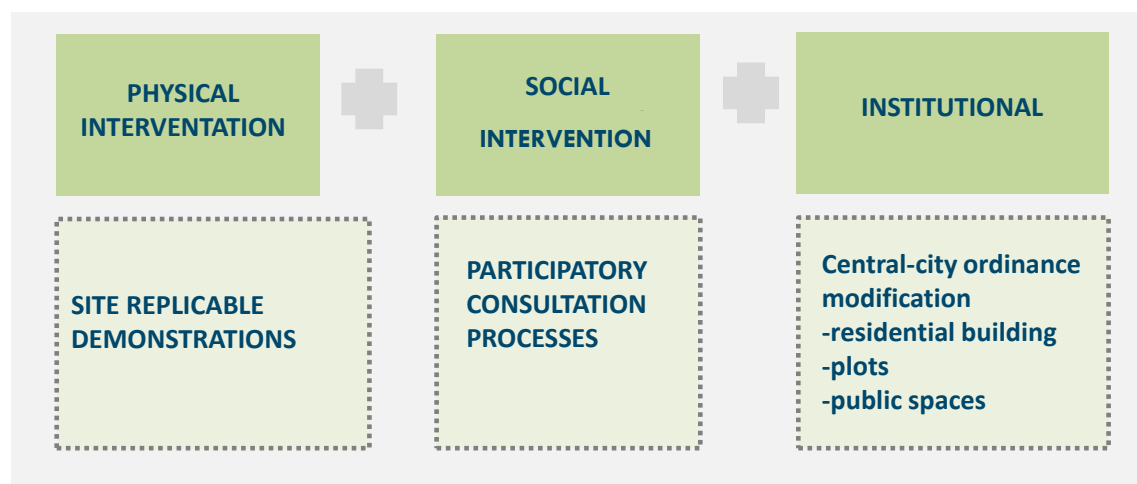 PHYSICAL
INTERVENTATION
SOCIAL
INTERVENTION
INSTITUTIONAL
SITE REPLICABLE
DEMONSTRATIONS
PARTICIPATORY
CONSULTATION
PROCESSES
Central-city ordinance
modification
-residential building
-plots
-public spaces